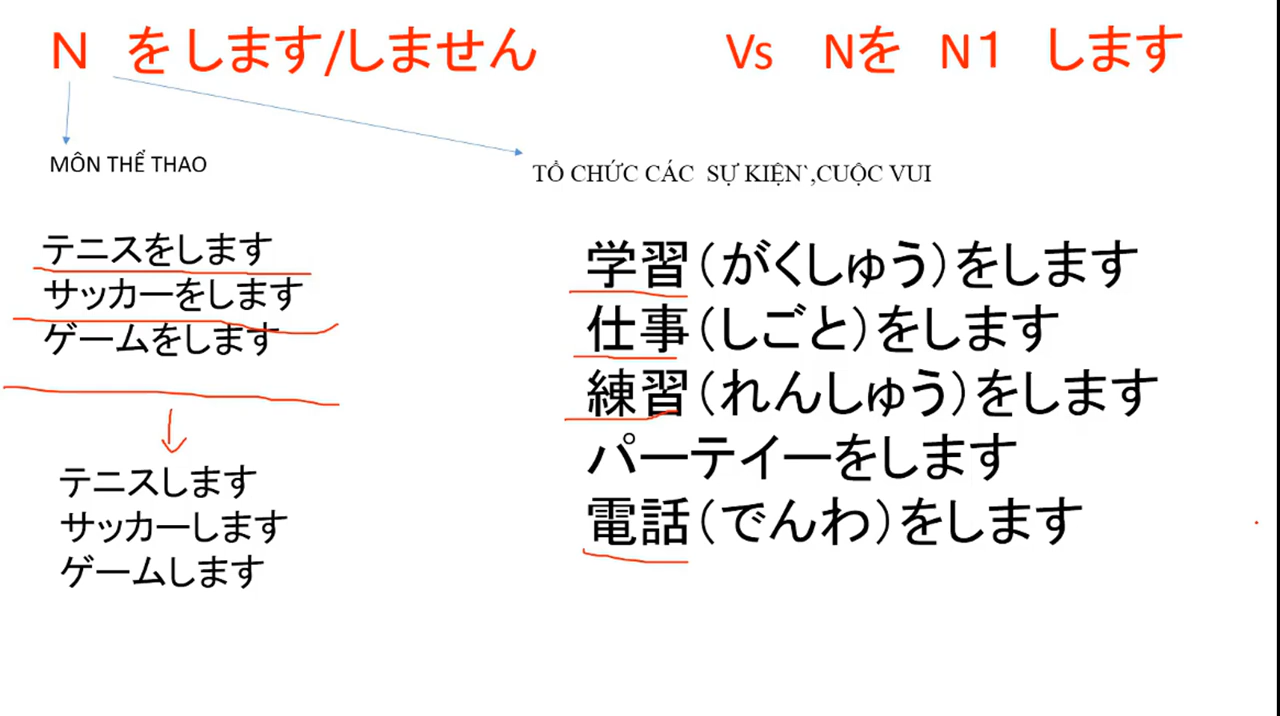 N をします/しません Vs Nを N1 します
MÔN THỂ THAO
TỔ CHỨC CÁC SỰ KIỆN`,CUỘC VUI
テニスをします
サッカーをします
ゲームをします
テニスします
サッカーします
ゲームします
学習(がくしゅう)をします
仕事(しごと)をします
練習(れんしゅう)をします
パーテイーをします
電話(でんわ)をします